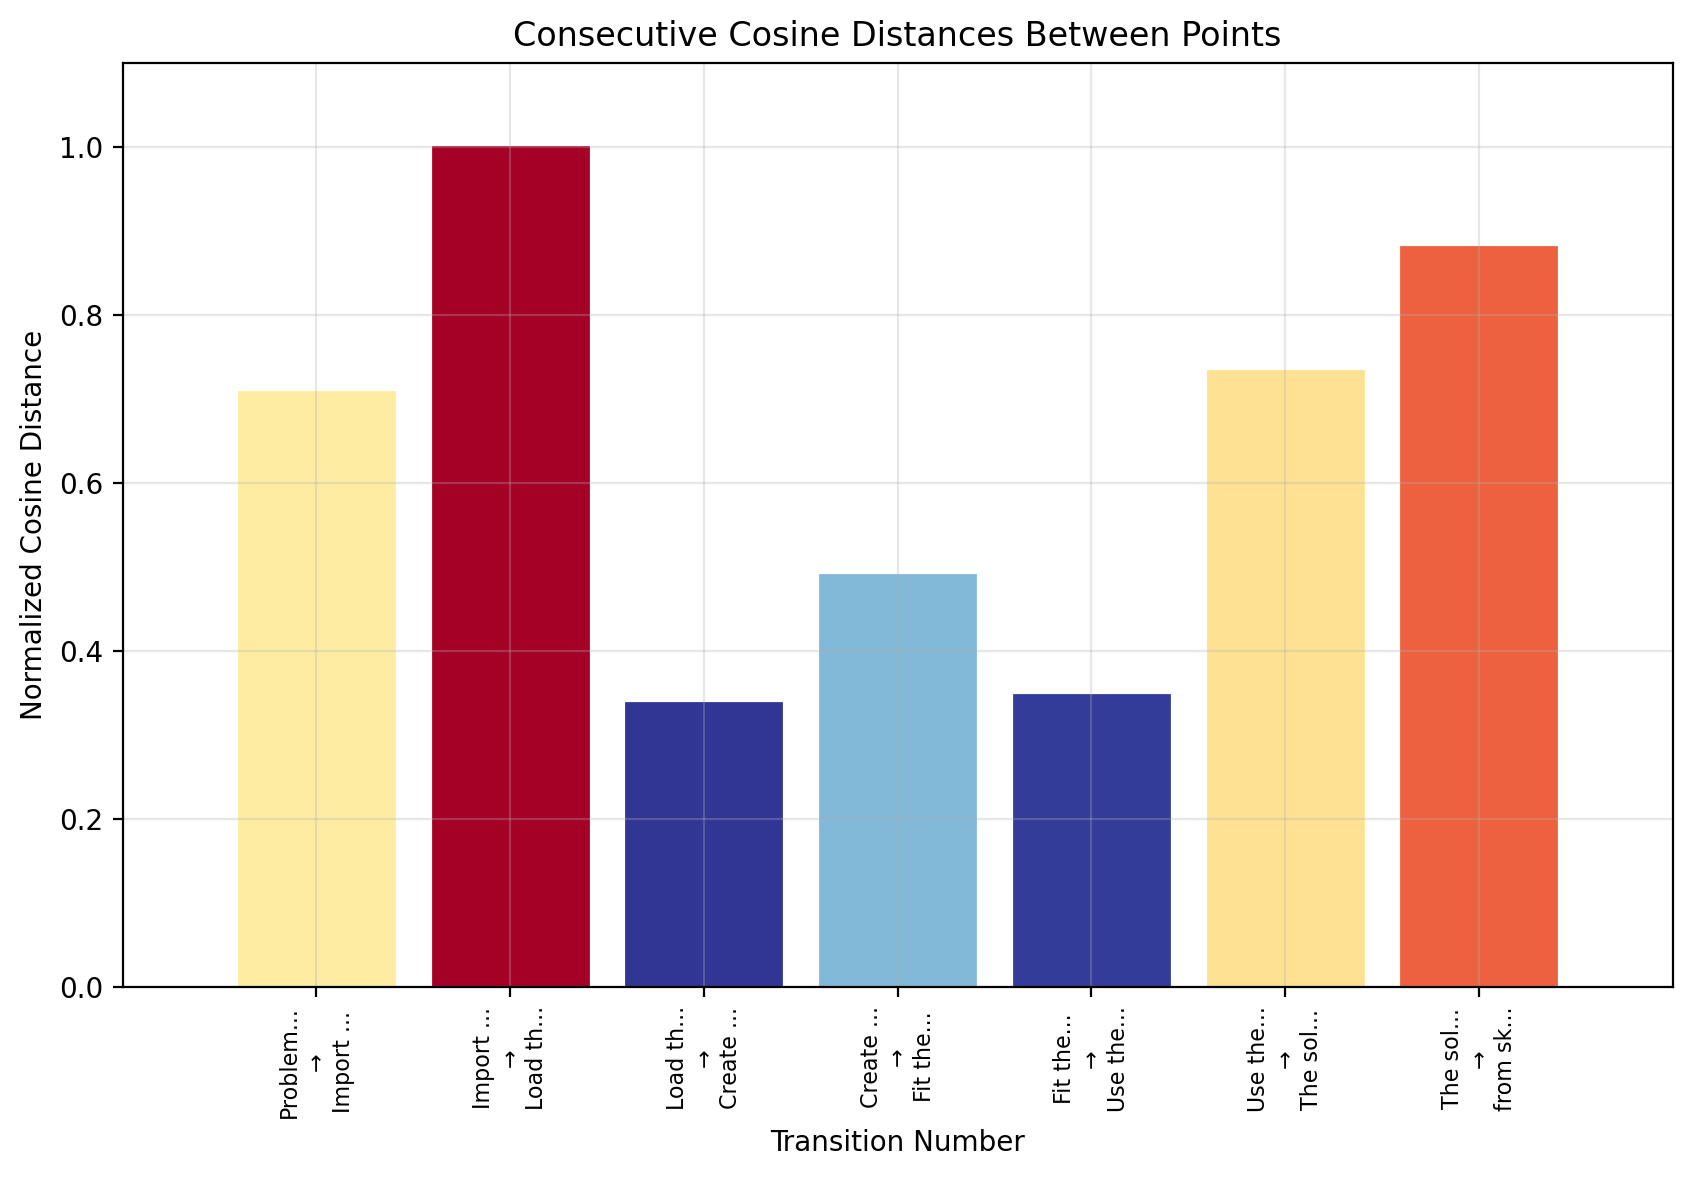 Consecutive Cosine Distances Between Points
Normalized Cosine Distance
1.0
0.8
0.6
0.4
0.2
0.0
Problem...
→
Import ...
Import ...
→
Load th...
Load th...
→
Create ...
Create ...
→
Fit the...
Fit the...
→
Use the...
Use the...
→
The sol...
The sol...
→
from sk...
Transition Number